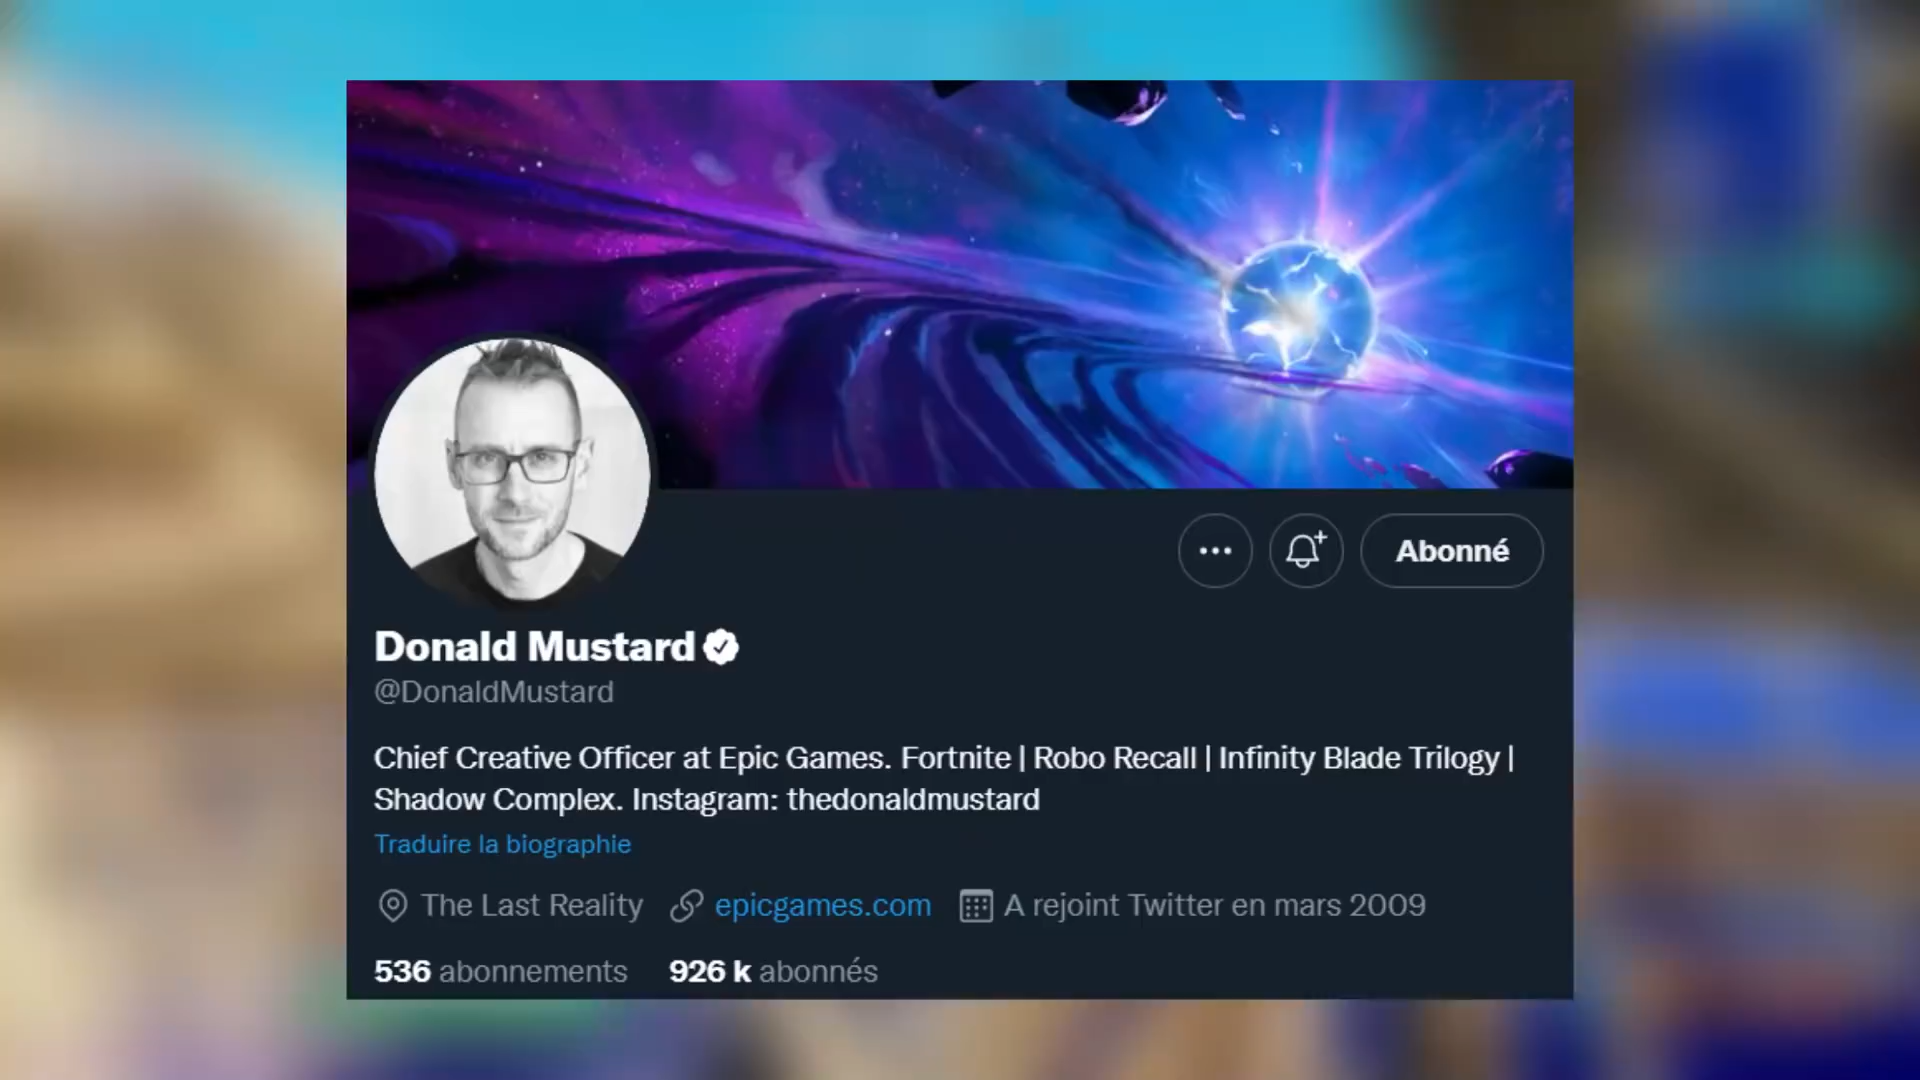 Abonné
Donald Mustard
@DonaldMustard
Chief Creative Officer at Epic Games. Fortnite | Robo Recall | Infinity Blade Trilogy |
Shadow Complex. Instagram: thedonaldmustard
Traduire la biographie
The Last Reality epicgames.com A rejoint Twitter en mars 2009
536 abonnements 926 k abonnés